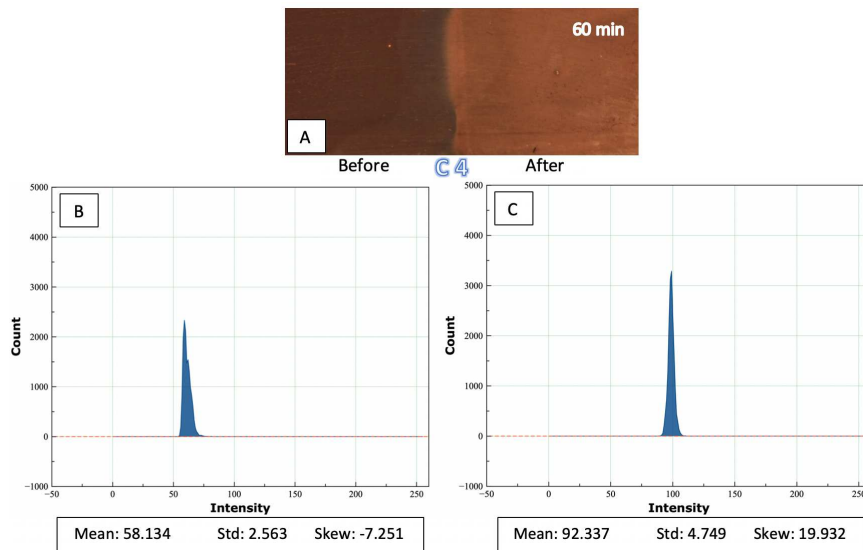 60 min
A
Before C 4 After
B
5000
4000
3000
2000
1000
0
−1000
Count
−50 0 50 100 150 200 250
Intensity
Mean: 58.134 Std: 2.563 Skew: -7.251
C
5000
4000
3000
2000
1000
0
−1000
Count
−50 0 50 100 150 200 250
Intensity
Mean: 92.337 Std: 4.749 Skew: 19.932